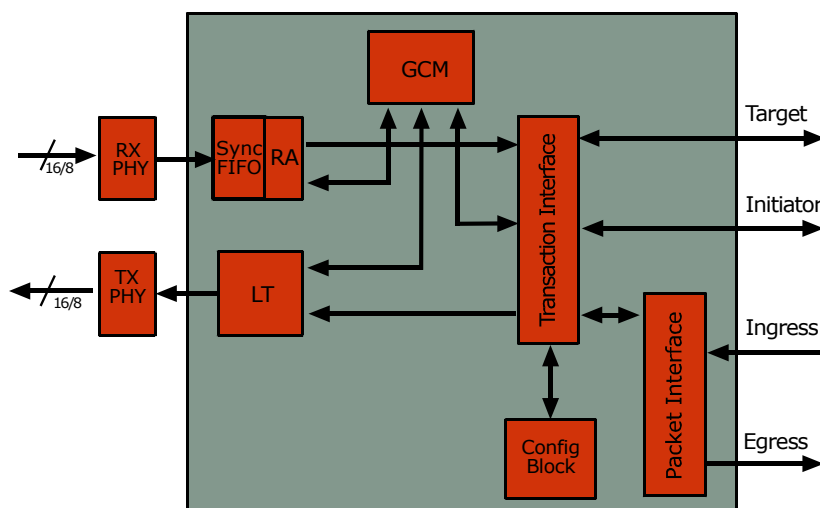 GCM
Target
RX
PHY
16/8
Sync
FIFO
RA
Transaction Interface
Initiator
TX
PHY
16/8
LT
Packet Interface
Ingress
Config
Block
Egress